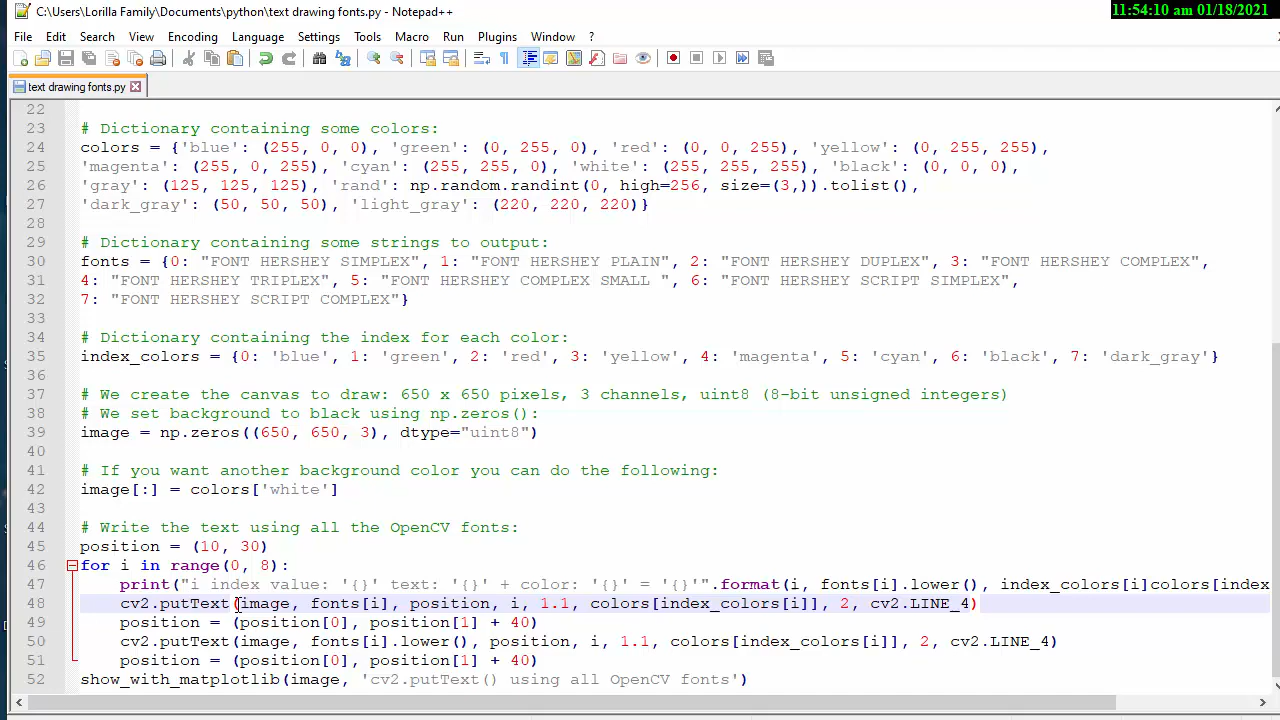 C:\Users\Lorilla Family\Documents\python\text drawing fonts.py - Notepad++
11:54:10 am 01/18/2021
File Edit Search View Encoding Language Settings Tools Macro Run Plugins Window ?
text drawing fonts.py
22
23 # Dictionary containing some colors:
24 colors = {'blue': (255, 0, 0), 'green': (0, 255, 0), 'red': (0, 0, 255), 'yellow': (0, 255, 255),
25 'magenta': (255, 0, 255), 'cyan': (255, 255, 0), 'white': (255, 255, 255), 'black': (0, 0, 0),
26 'gray': (125, 125, 125), 'rand': np.random.randint(0, high=256, size=(3,)).tolist(),
27 'dark_gray': (50, 50, 50), 'light_gray': (220, 220, 220)}
28
29 # Dictionary containing some strings to output:
30 fonts = {0: "FONT HERSHEY SIMPLEX", 1: "FONT HERSHEY PLAIN", 2: "FONT HERSHEY DUPLEX", 3: "FONT HERSHEY COMPLEX",
31 4: "FONT HERSHEY TRIPLEX", 5: "FONT HERSHEY COMPLEX SMALL ", 6: "FONT HERSHEY SCRIPT SIMPLEX",
32 7: "FONT HERSHEY SCRIPT COMPLEX"}
33
34 # Dictionary containing the index for each color:
35 index_colors = {0: 'blue', 1: 'green', 2: 'red', 3: 'yellow', 4: 'magenta', 5: 'cyan', 6: 'black', 7: 'dark_gray'}
36
37 # We create the canvas to draw: 650 x 650 pixels, 3 channels, uint8 (8-bit unsigned integers)
38 # We set background to black using np.zeros():
39 image = np.zeros((650, 650, 3), dtype="uint8")
40
41 # If you want another background color you can do the following:
42 image[:] = colors['white']
43
44 # Write the text using all the OpenCV fonts:
45 position = (10, 30)
46 for i in range(0, 8):
47 print("i index value: '{}' text: '{}' + color: '{}' = '{}'".format(i, fonts[i].lower(), index_colors[i]colors[index
48 cv2.putText(image, fonts[i], position, i, 1.1, colors[index_colors[i]], 2, cv2.LINE_4)
49 position = (position[0], position[1] + 40)
50 cv2.putText(image, fonts[i].lower(), position, i, 1.1, colors[index_colors[i]], 2, cv2.LINE_4)
51 position = (position[0], position[1] + 40)
52 show_with_matplotlib(image, 'cv2.putText() using all OpenCV fonts')